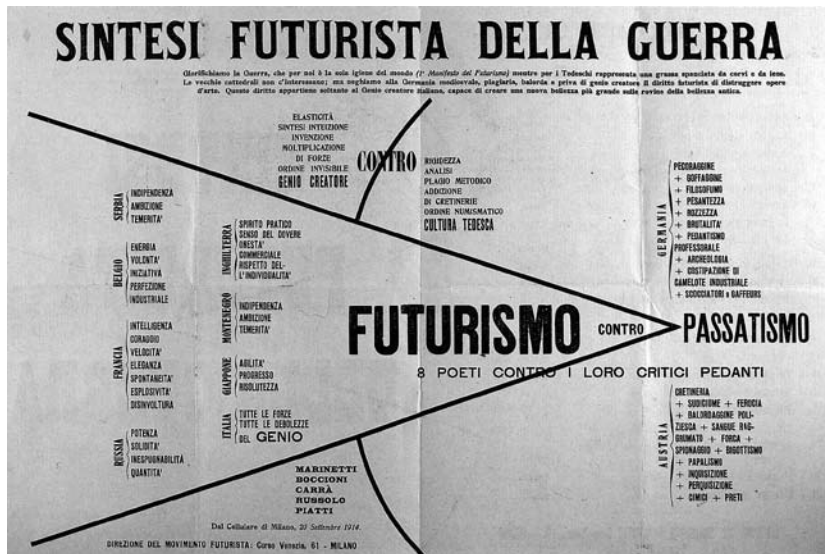 SINTESI FUTURISTA DELLA GUERRA
Glorifichiamo la Guerra, che per noi è la sola igiene del mondo (1° Manifesto del Futurismo) mentre per i Tedeschi rappresenta una grassa spanciata da corvi e da iene.
Le vecchie cattedrali non c'interessano; ma neghiamo alla Germania medioevale, plagiaria, balorda e priva di genio creatore il diritto futurista di distruggere opere
d'arte. Questo diritto appartiene soltanto al Genio creatore italiano, capace di creare una nuova bellezza più grande sulle rovine della bellezza antica.
ELASTICITÀ
SINTESI INTUIZIONE
INVENZIONE
MOLTIPLICAZIONE
DI FORZE
ORDINE INVISIBILE
GENIO CREATORE
CONTRO
RIGIDEZZA
ANALISI
PLAGIO METODICO
ADDIZIONE
DI CRETINERIE
ORDINE NUMISMATICO
CULTURA TEDESCA
SERBIA
INDIPENDENZA
AMBIZIONE
TEMERITA'
BELGIO
ENERGIA
VOLONTA'
INIZIATIVA
PERFEZIONE
INDUSTRIALE
FRANCIA
INTELLIGENZA
CORAGGIO
VELOCITA'
ELEGANZA
SPONTANEITA'
ESPLOSIVITA'
DISINVOLTURA
RUSSIA
POTENZA
SOLIDITA'
INESPUGNABILITÀ
QUANTITA'
INGHILTERRA
SPIRITO PRATICO
SENSO DEL DOVERE
ONESTA'
COMMERCIALE
RISPETTO DEL-
L'INDIVIDUALITA'
MONTENEGRO
INDIPENDENZA
AMBIZIONE
TEMERITA'
GIAPPONE
AGILITA'
PROGRESSO
RISOLUTEZZA
ITALIA
TUTTE LE FORZE
TUTTE LE DEBOLEZZE
DEL GENIO
FUTURISMO CONTRO PASSATISMO
8 POETI CONTRO I LORO CRITICI PEDANTI
GERMANIA
PECORAGGINE
+ GOFFAGGINE
+ FILOSOFUMO
+ PESANTEZZA
+ ROZZEZZA
+ BRUTALITA'
+ PEDANTISMO
PROFESSORALE
+ ARCHEOLOGIA
+ COSTIPAZIONE DI
CAMELOTE INDUSTRIALE
+ SCOCCIATORI e GAFFEURS
AUSTRIA
CRETINERIA
+ SUDICIUME + FEROCIA
+ BALORDAGGINE POLI-
ZIESCA + SANGUE RAG-
GRUMATO + FORCA +
SPIONAGGIO + BIGOTTISMO
+ PAPALISMO
+ INQUISIZIONE
+ PERQUISIZIONE
+ CIMICI + PRETI
MARINETTI
BOCCIONI
CARRÀ
RUSSOLO
PIATTI
Dal Cellulare di Milano, 20 Settembre 1914.
DIREZIONE DEL MOVIMENTO FUTURISTA: Corso Venezia, 61 - MILANO